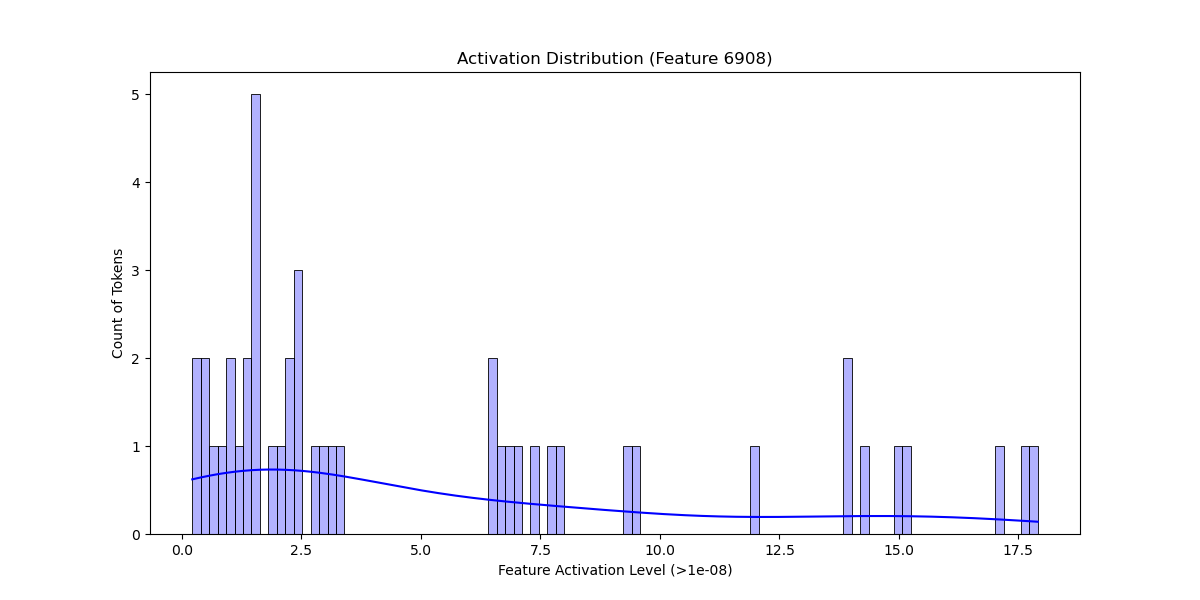 Activation Distribution (Feature 6908)
5
4
3
2
1
0
Count of Tokens
0.0 2.5 5.0 7.5 10.0 12.5 15.0 17.5
Feature Activation Level (>1e-08)